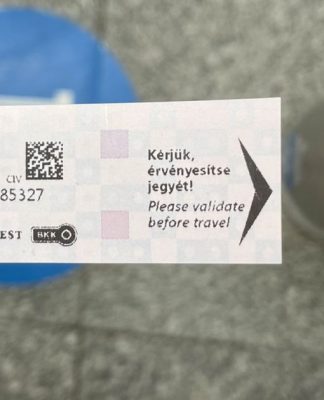 Kérjük,
érvényesítse
jegyét!
Please validate
before travel
CIV
85327
EST BKK